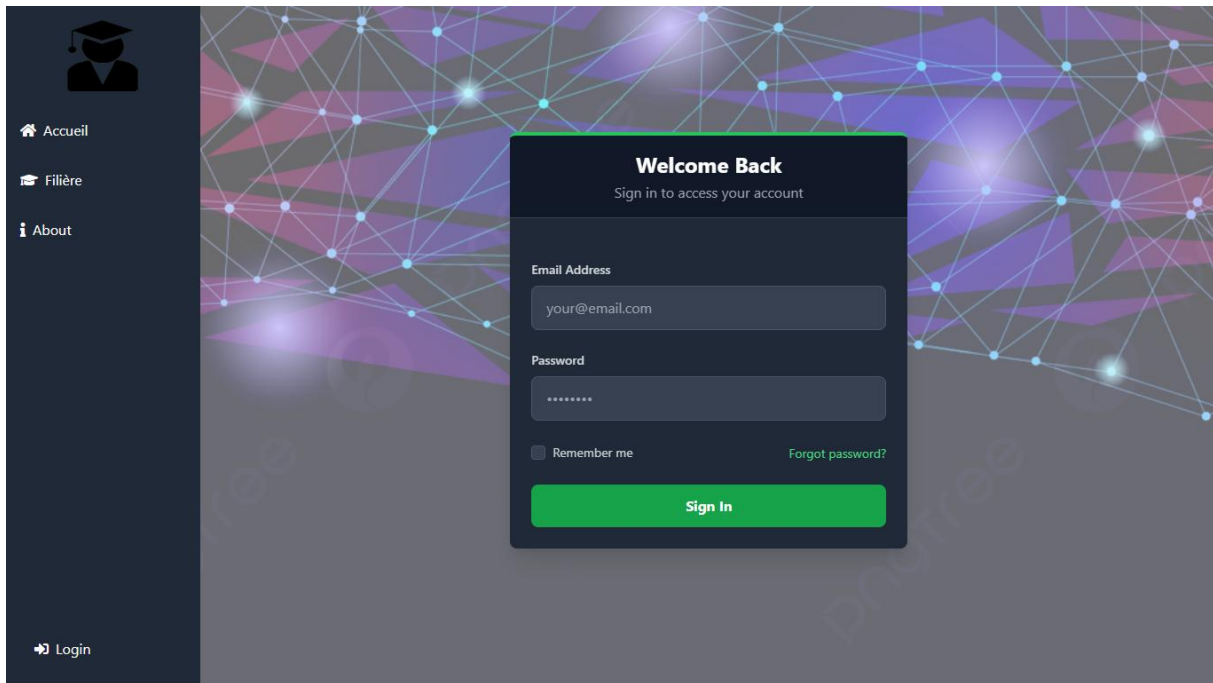 Accueil
Filière
About
Login
Welcome Back
Sign in to access your account
Email Address
your@email.com
Password
••••••••
Remember me
Forgot password?
Sign In
pngtree